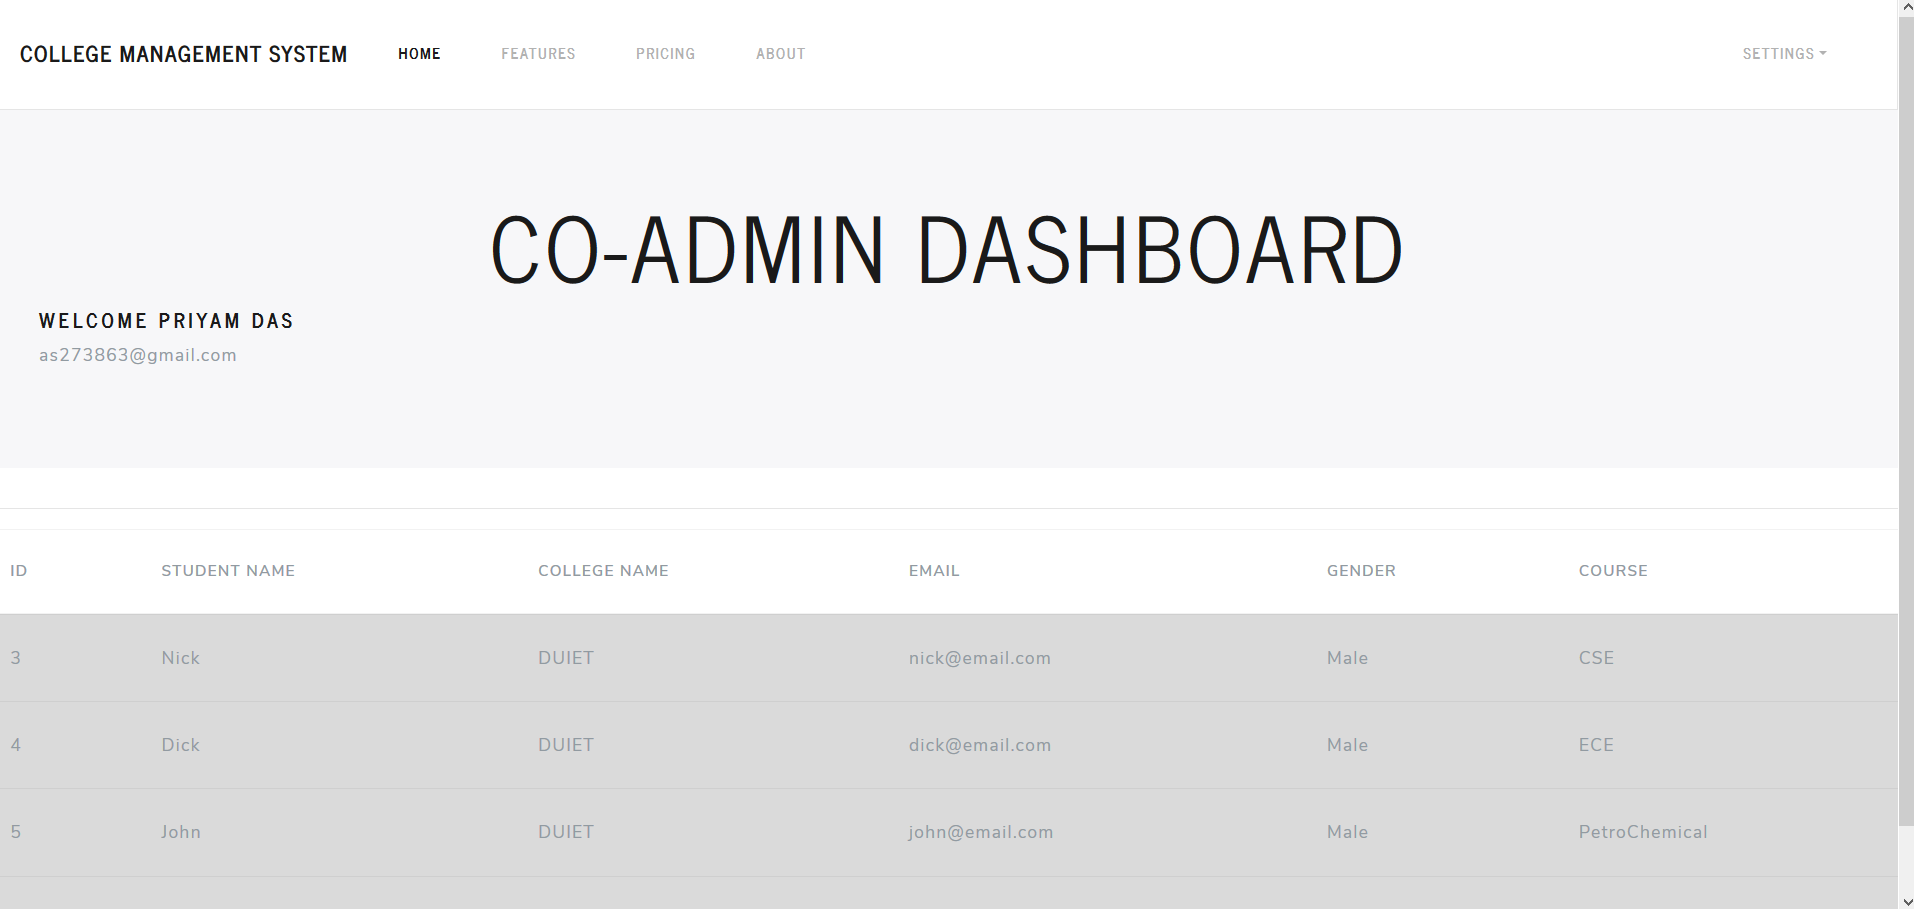 COLLEGE MANAGEMENT SYSTEM HOME FEATURES PRICING ABOUT SETTINGS
CO-ADMIN DASHBOARD
WELCOME PRIYAM DAS
as273863@gmail.com
ID STUDENT NAME COLLEGE NAME EMAIL GENDER COURSE
3 Nick DUIET nick@email.com Male CSE
4 Dick DUIET dick@email.com Male ECE
5 John DUIET john@email.com Male PetroChemical